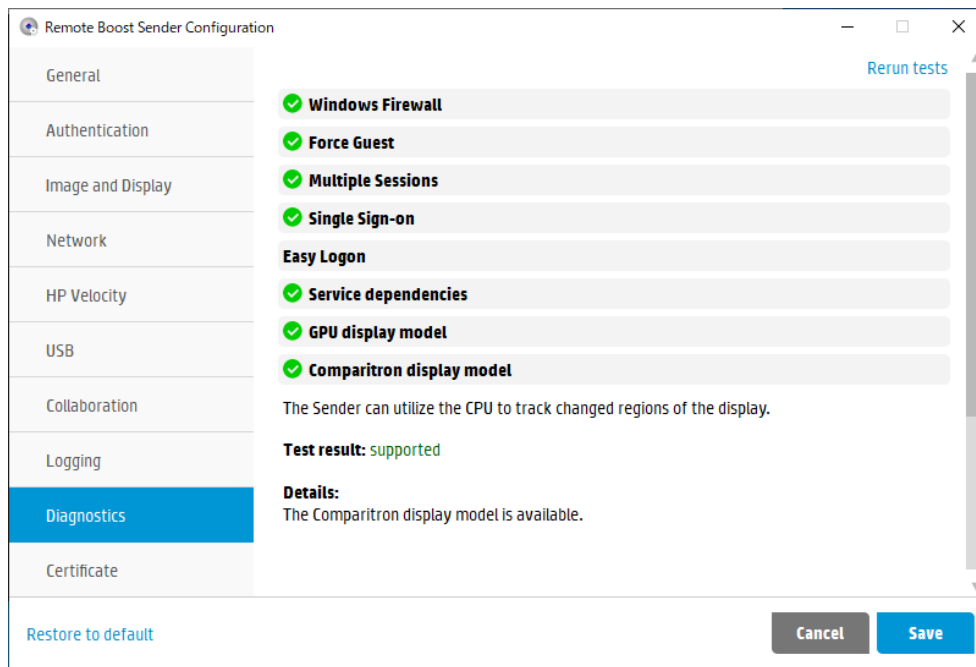 Remote Boost Sender Configuration
General
Authentication
Image and Display
Network
HP Velocity
USB
Collaboration
Logging
Diagnostics
Certificate
Rerun tests
Windows Firewall
Force Guest
Multiple Sessions
Single Sign-on
Easy Logon
Service dependencies
GPU display model
Comparitron display model
The Sender can utilize the CPU to track changed regions of the display.
Test result: supported
Details:
The Comparitron display model is available.
Restore to default
Cancel
Save